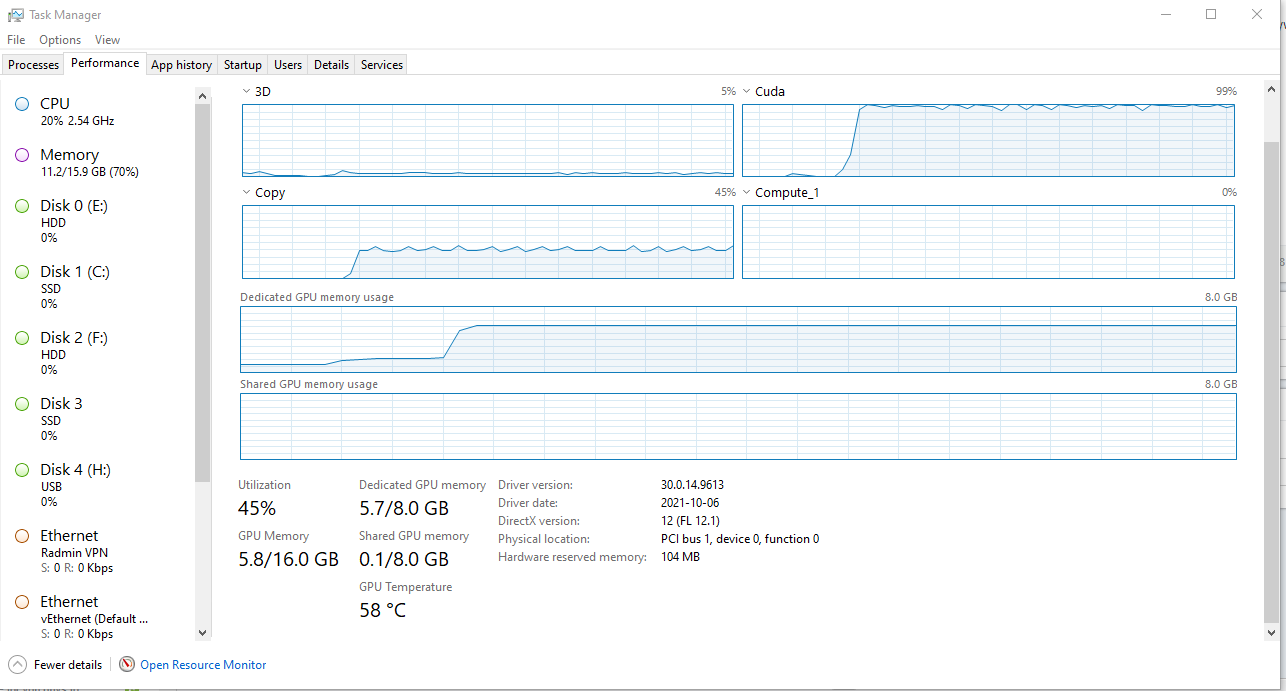 Task Manager
File Options View
Processes Performance App history Startup Users Details Services
CPU
20% 2.54 GHz
Memory
11.2/15.9 GB (70%)
Disk 0 (E:)
HDD
0%
Disk 1 (C:)
SSD
0%
Disk 2 (F:)
HDD
0%
Disk 3
SSD
0%
Disk 4 (H:)
USB
0%
Ethernet
Radmin VPN
S: 0 R: 0 Kbps
Ethernet
vEthernet (Default ...
S: 0 R: 0 Kbps
3D 5%
Cuda 99%
Copy 45%
Compute_1 0%
Dedicated GPU memory usage 8.0 GB
Shared GPU memory usage 8.0 GB
Utilization
45%
Dedicated GPU memory
5.7/8.0 GB
GPU Memory
5.8/16.0 GB
Shared GPU memory
0.1/8.0 GB
GPU Temperature
58 °C
Driver version: 30.0.14.9613
Driver date: 2021-10-06
DirectX version: 12 (FL 12.1)
Physical location: PCI bus 1, device 0, function 0
Hardware reserved memory: 104 MB
Fewer details Open Resource Monitor